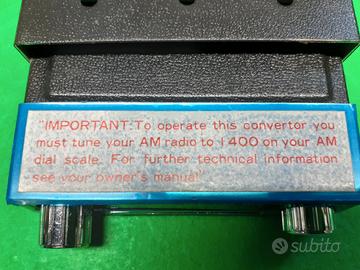 "IMPORTANT: To operate this convertor you
must tune your AM radio to 1400 on your AM
dial scale. For further technical information
see your owner's manual"
subito